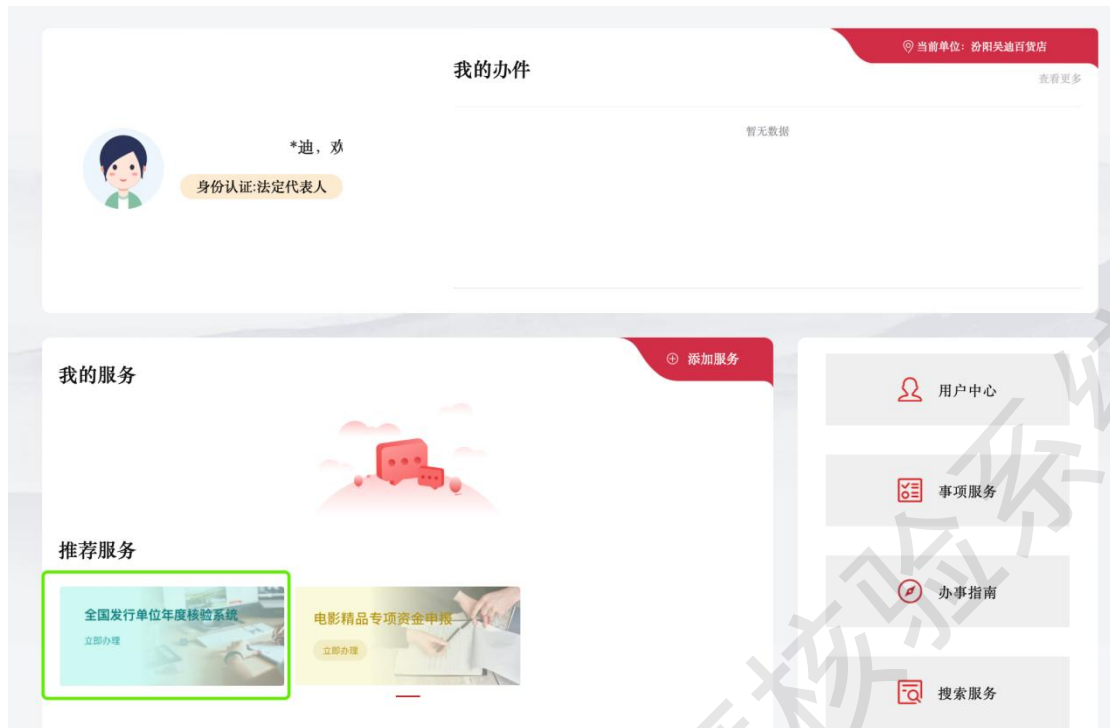 当前单位：汾阳吴迪百货店
我的办件
查看更多
暂无数据
*迪，欢
身份认证:法定代表人
我的服务
添加服务
推荐服务
全国发行单位年度核验系统
立即办理
电影精品专项资金申报
立即办理
用户中心
事项服务
办事指南
搜索服务
核验系统